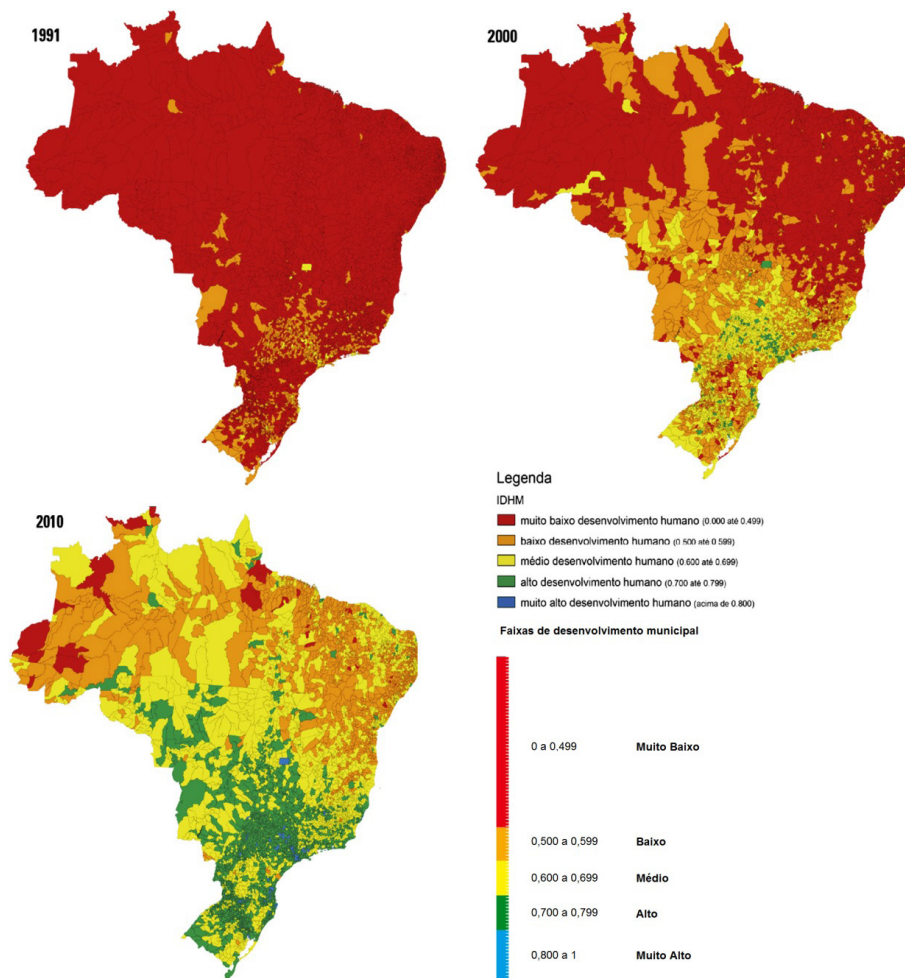 1991
2000
2010
Legenda
IDHM
muito baixo desenvolvimento humano (0.000 até 0.499)
baixo desenvolvimento humano (0.500 até 0.599)
médio desenvolvimento humano (0.600 até 0.699)
alto desenvolvimento humano (0.700 até 0.799)
muito alto desenvolvimento humano (acima de 0.800)
Faixas de desenvolvimento municipal
0 a 0,499 Muito Baixo
0,500 a 0,599 Baixo
0,600 a 0,699 Médio
0,700 a 0,799 Alto
0,800 a 1 Muito Alto